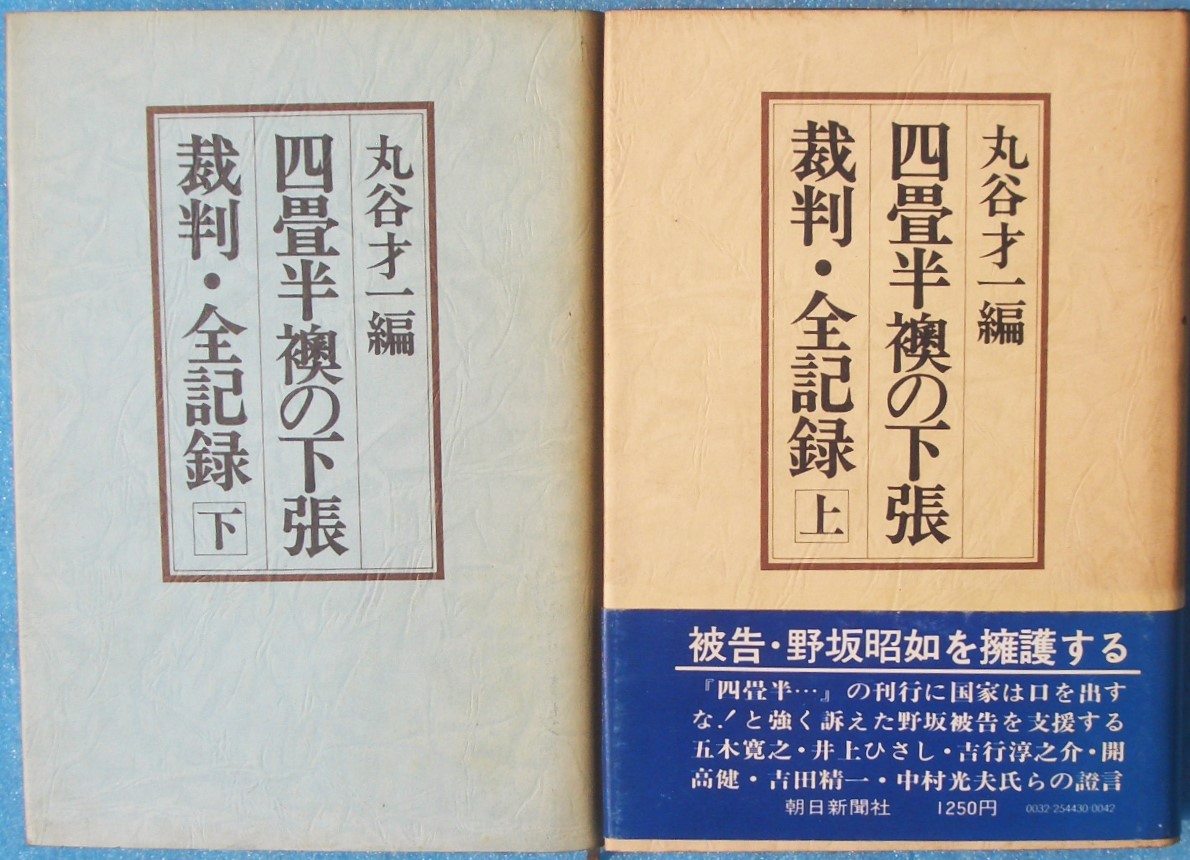 丸谷才一編
四畳半襖の下張
裁判・全記録 上
被告・野坂昭如を擁護する
『四畳半…』の刊行に国家は口を出す
な!と強く訴えた野坂被告を支援する
五木寛之・井上ひさし・吉行淳之介・開
高健・吉田精一・中村光夫氏らの證言
朝日新聞社 1250円 0032-254430-0042
丸谷才一編
四畳半襖の下張
裁判・全記録 下